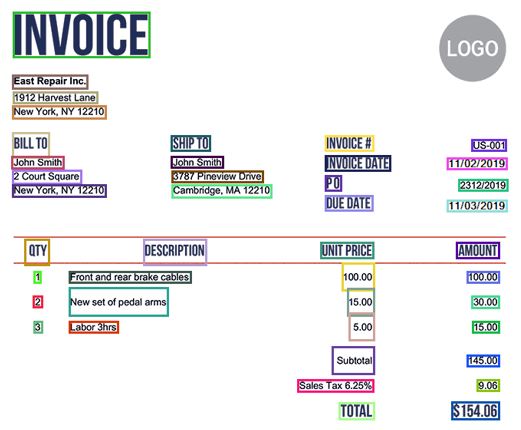 INVOICE
LOGO
East Repair Inc.
1912 Harvest Lane
New York, NY 12210
BILL TO SHIP TO INVOICE # US-001
John Smith John Smith INVOICE DATE 11/02/2019
2 Court Square 3787 Pineview Drive PO 2312/2019
New York, NY 12210 Cambridge, MA 12210 DUE DATE 11/03/2019
QTY DESCRIPTION UNIT PRICE AMOUNT
1 Front and rear brake cables 100.00 100.00
2 New set of pedal arms 15.00 30.00
3 Labor 3hrs 5.00 15.00
Subtotal 145.00
Sales Tax 6.25% 9.06
TOTAL $154.06